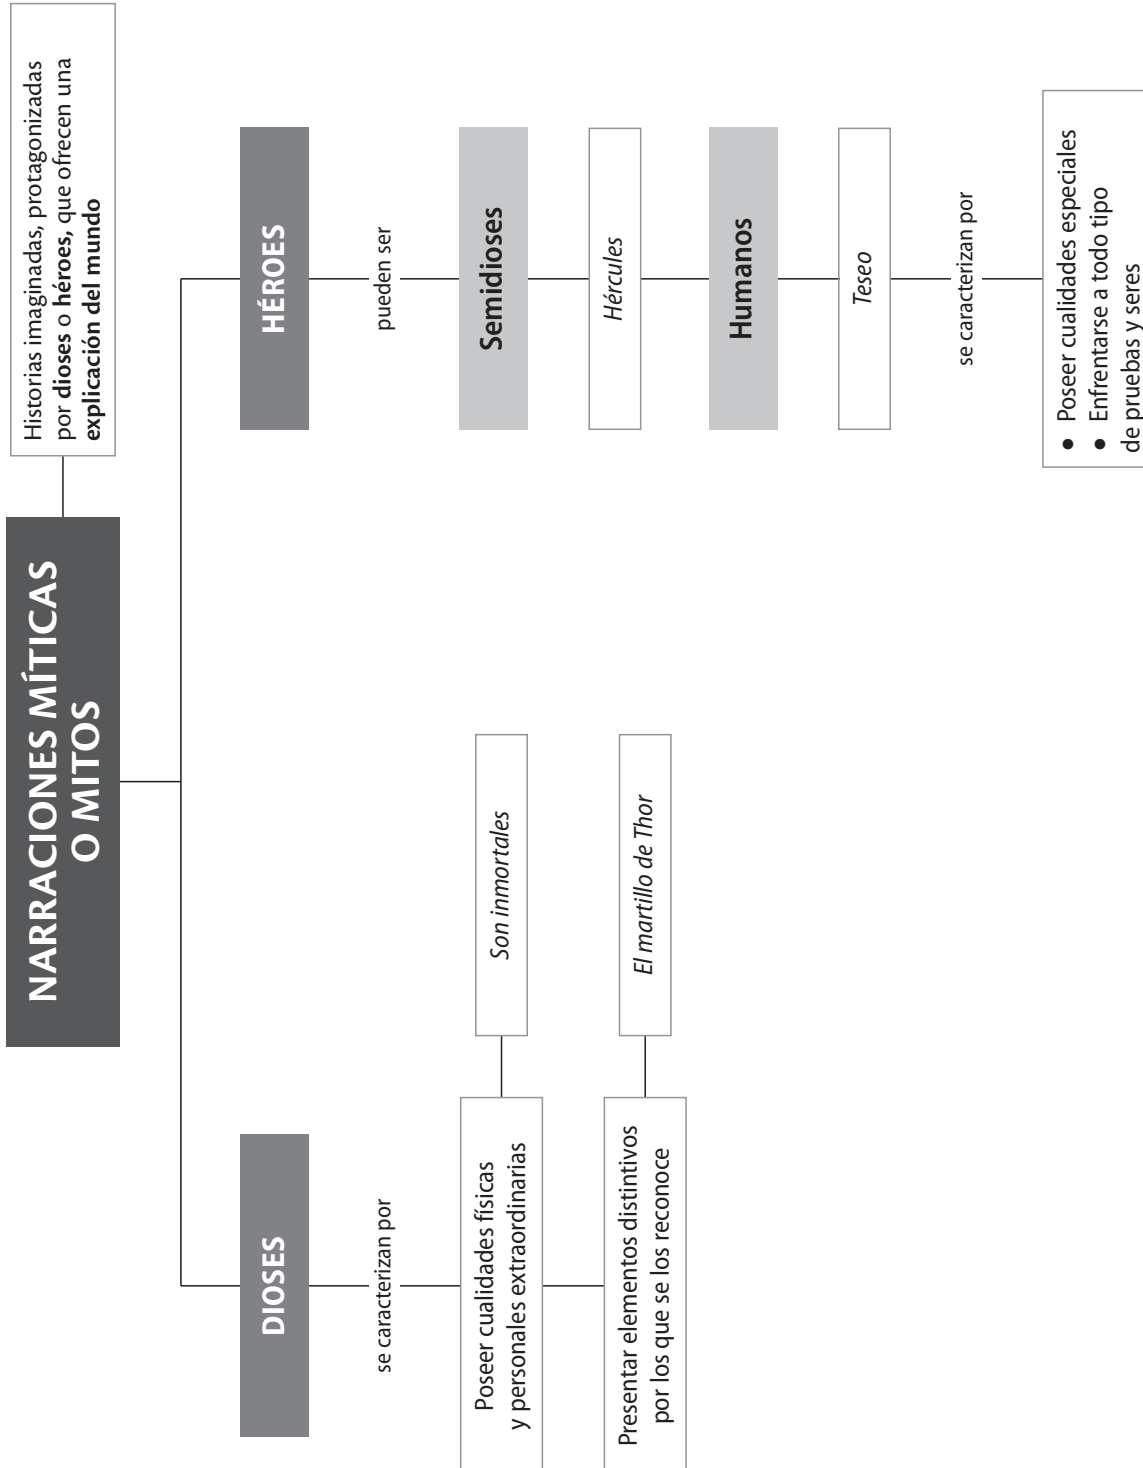 NARRACIONES MÍTICAS
O MITOS
Historias imaginadas, protagonizadas
por dioses o héroes, que ofrecen una
explicación del mundo
DIOSES
se caracterizan por
Poseer cualidades físicas
y personales extraordinarias
Son inmortales
Presentar elementos distintivos
por los que se los reconoce
El martillo de Thor
HÉROES
pueden ser
Semidioses
Hércules
Humanos
Teseo
se caracterizan por
• Poseer cualidades especiales
• Enfrentarse a todo tipo
de pruebas y seres